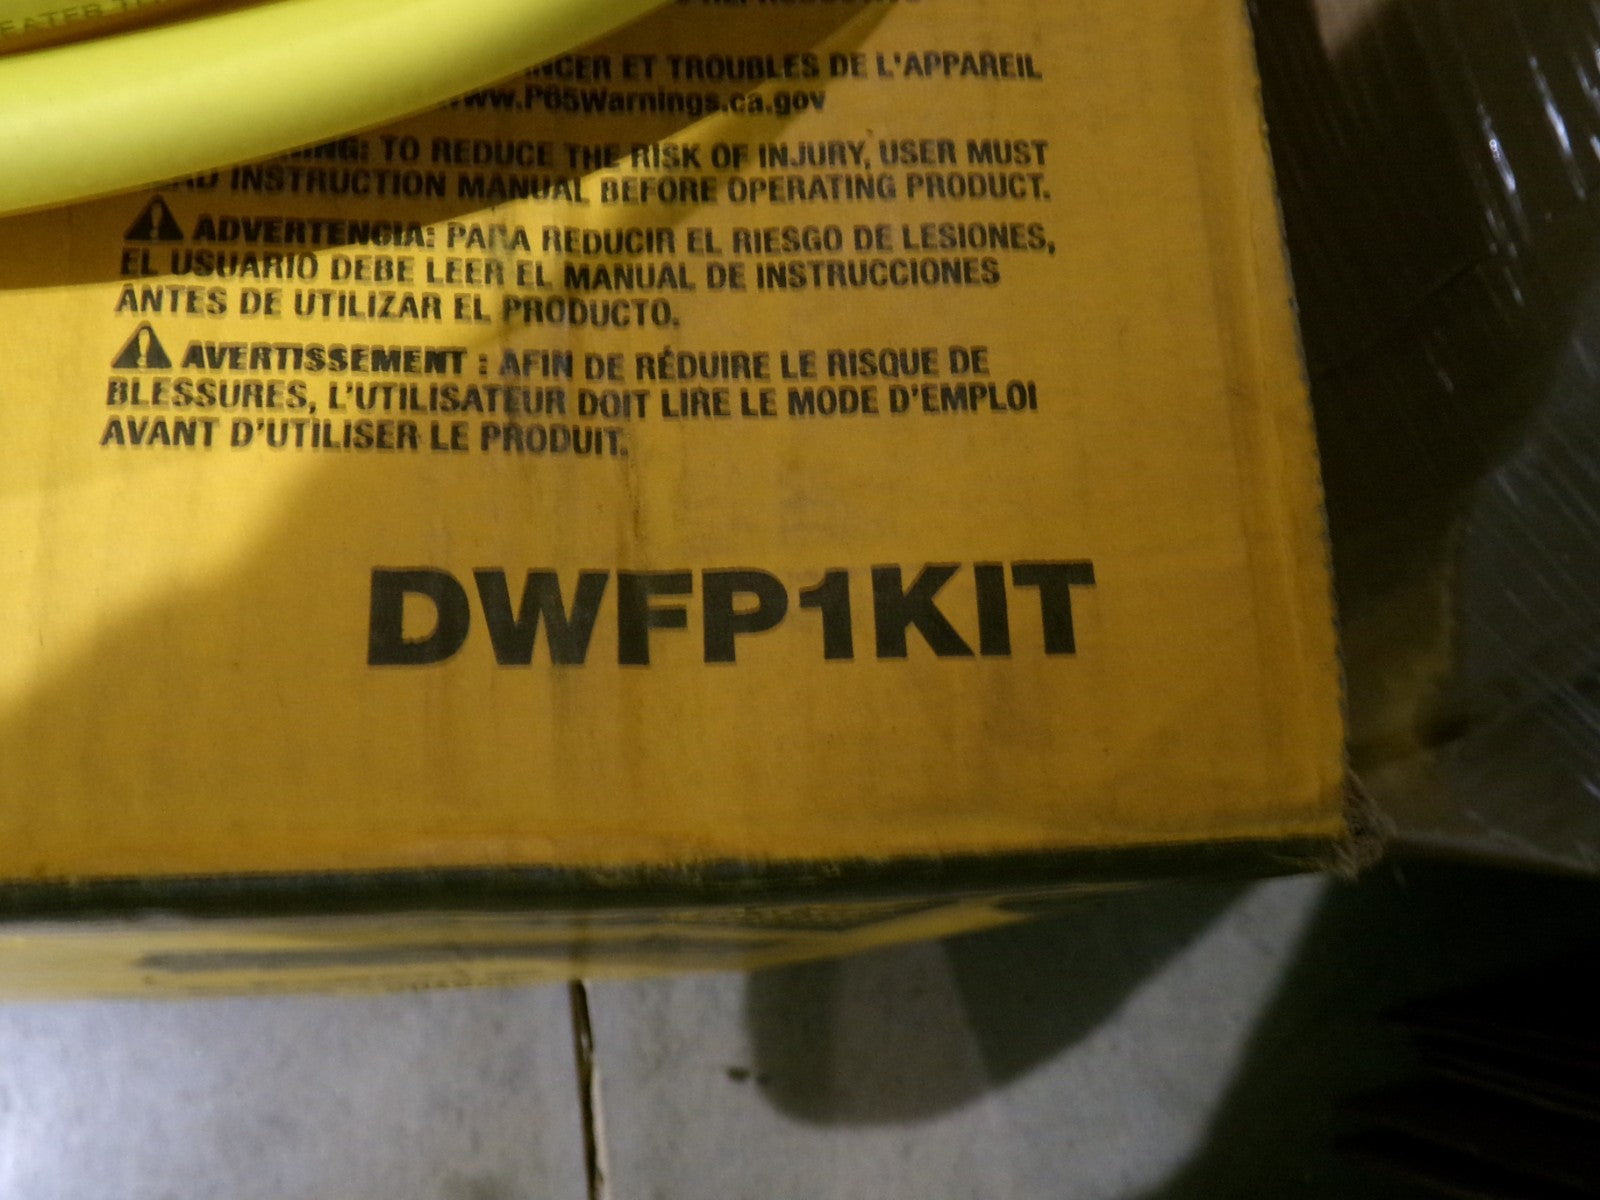 EATER TH
NCER ET TROUBLES DE L'APPAREIL
www.P65Warnings.ca.gov
TO REDUCE THE RISK OF INJURY, USER MUST
INSTRUCTION MANUAL BEFORE OPERATING PRODUCT.
ADVERTENCIA: PARA REDUCIR EL RIESGO DE LESIONES,
EL USUARIO DEBE LEER EL MANUAL DE INSTRUCCIONES
ANTES DE UTILIZAR EL PRODUCTO.
AVERTISSEMENT : AFIN DE RÉDUIRE LE RISQUE DE
BLESSURES, L'UTILISATEUR DOIT LIRE LE MODE D'EMPLOI
AVANT D'UTILISER LE PRODUIT.
DWFP1KIT